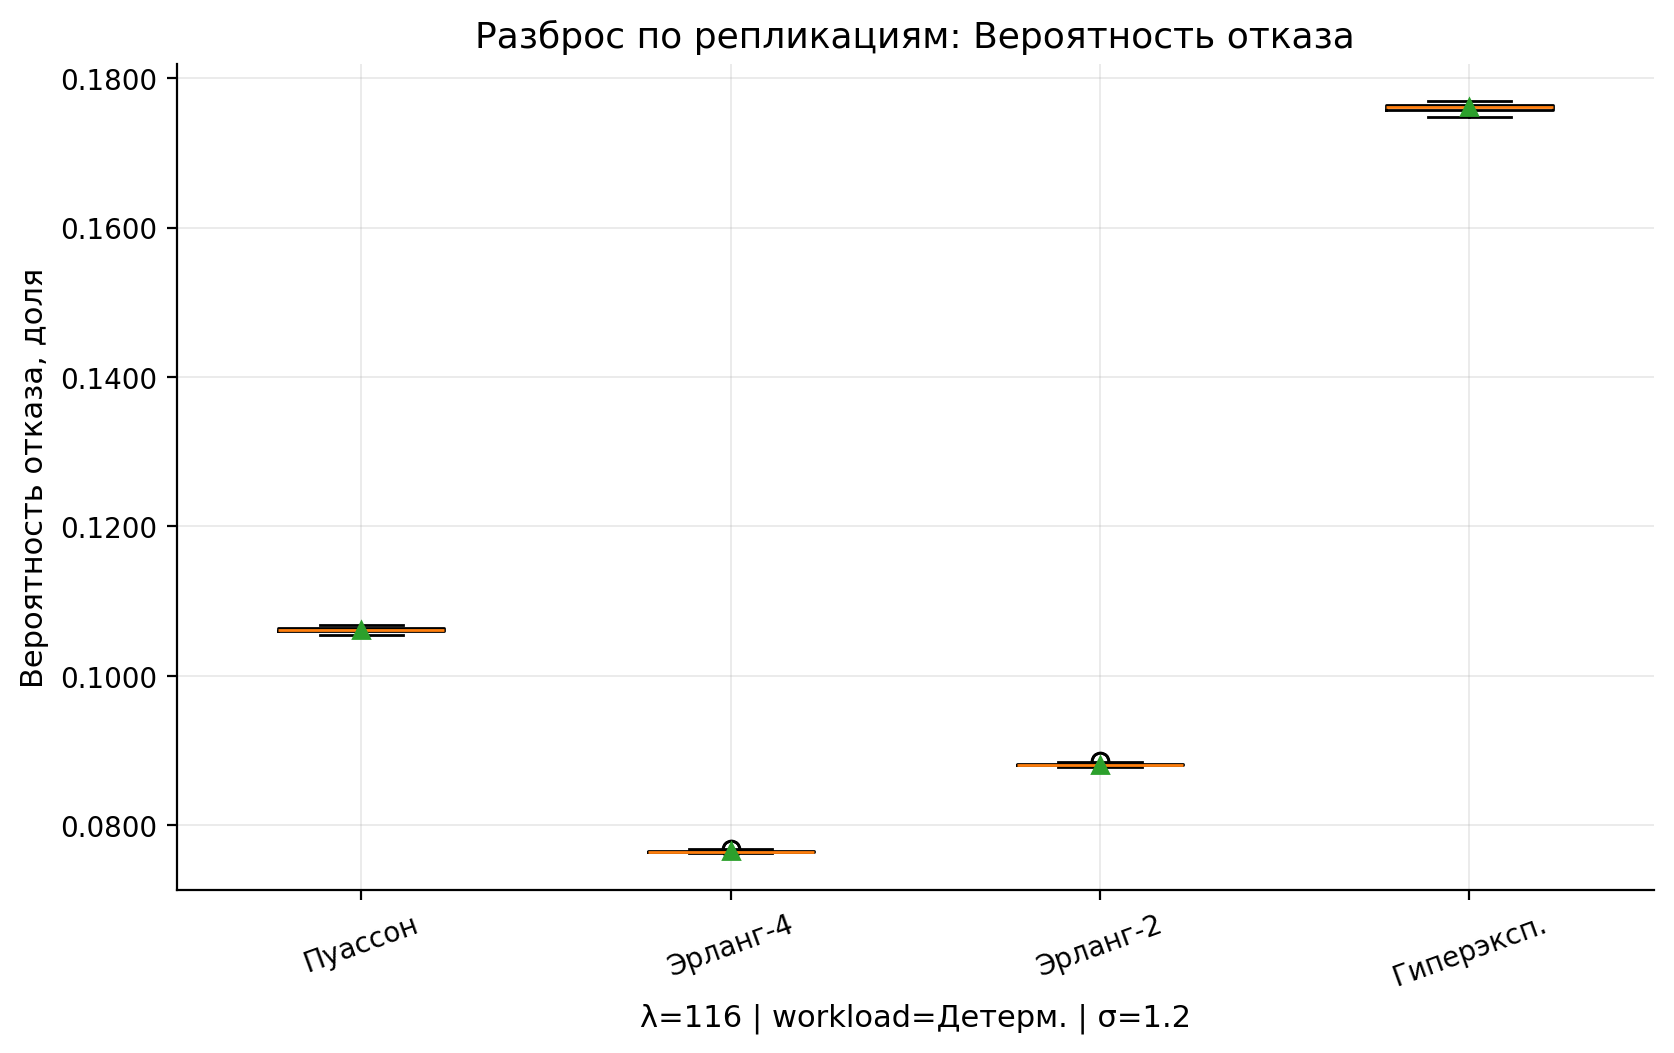 Разброс по репликациям: Вероятность отказа
Вероятность отказа, доля
0.1800
0.1600
0.1400
0.1200
0.1000
0.0800
Пуассон
Эрланг-4
Эрланг-2
Гиперэксп.
λ=116 | workload=Детерм. | σ=1.2